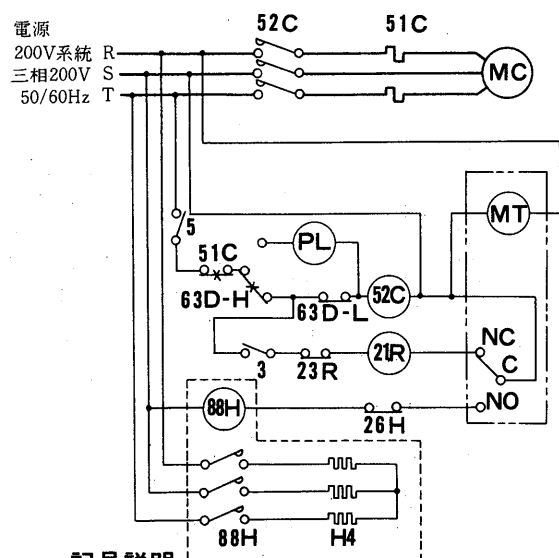 電源
200V系統 R
三相200V S
50/60Hz T
52C
51C
MC
5
MT
PL
51C
63D-H
63D-L
52C
3
23R
21R
NC
C
NO
88H
26H
88H
H4